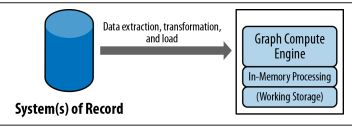 Data extraction, transformation,
and load
Graph Compute
Engine
In-Memory Processing
(Working Storage)
System(s) of Record